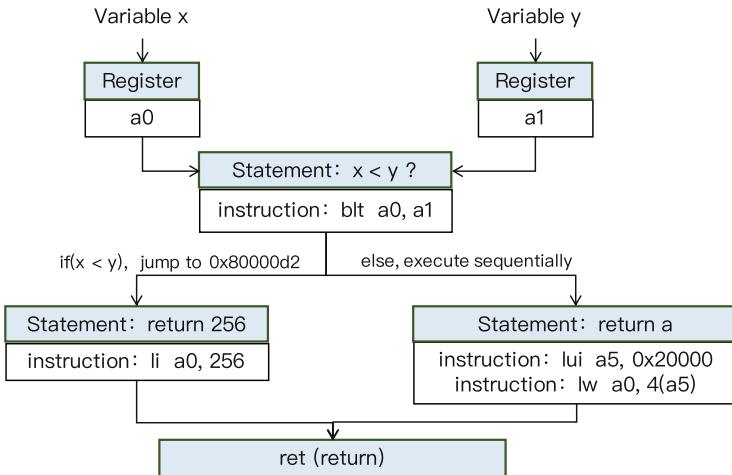 Variable x
Variable y
Register
a0
Register
a1
Statement: x < y ?
instruction: blt a0, a1
if(x < y), jump to 0x80000d2
else, execute sequentially
Statement: return 256
instruction: li a0, 256
Statement: return a
instruction: lui a5, 0x20000
instruction: lw a0, 4(a5)
ret (return)